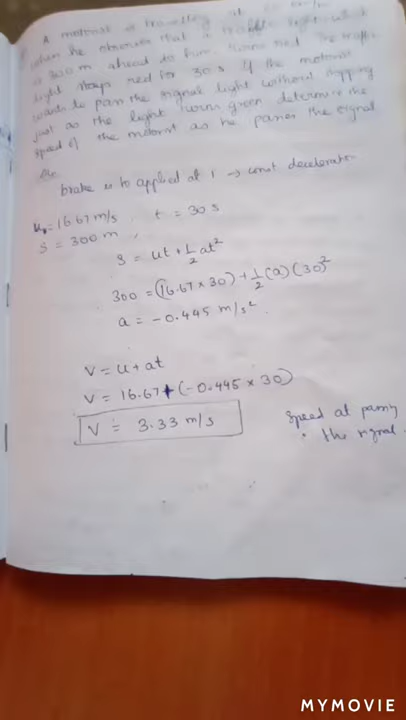 A motorist is travelling at
when he observes that a traffic light
300 m ahead of him turns red The traffic
light stays red for 30 s If the motorist
wants to pass the signal light without stopping
just as the light turns green determine the
speed of the motorist as he passes the signal
brake is to applied at 1 → const deceleration
= 16.67 m/s, t = 30 s
S = 300 m,
S = ut + 1/2 at²
300 = (16.67 x 30) + 1/2 (a) (30)²
a = -0.445 m/s².
V = u + at
V = 16.67 + (-0.445 x 30)
V = 3.33 m/s
Speed at passing
the signal
MYMOVIE